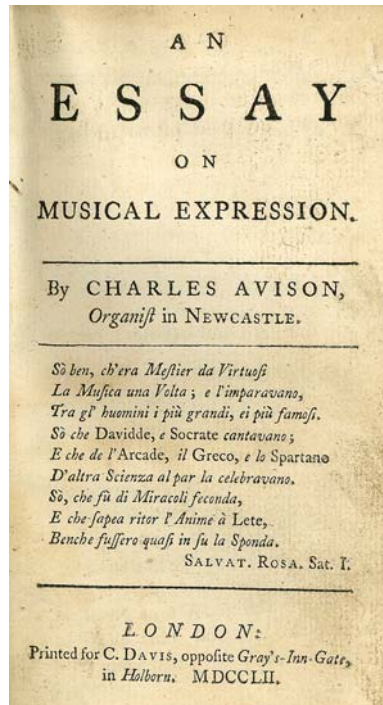 AN
ESSAY
ON
MUSICAL EXPRESSION.
By CHARLES AVISON,
Organiſt in NEWCASTLE.
Sò ben, ch'era Meſtier da Virtuoſi
La Muſica una Volta; e l'imparavano,
Tra gl' huomini i più grandi, ei più famoſi.
Sò che Davidde, e Socrate cantavano;
E che de l'Arcade, il Greco, e lo Spartano
D'altra Scienza al par la celebravano.
Sò, che fù di Miracoli feconda,
E che ſapea ritor l'Anime à Lete,
Benche fuſſero quaſi in ſu la Sponda.
SALVAT. ROSA. Sat. I.
LONDON:
Printed for C. DAVIS, oppoſite Gray's-Inn-Gate,
in Holborn. MDCCLII.